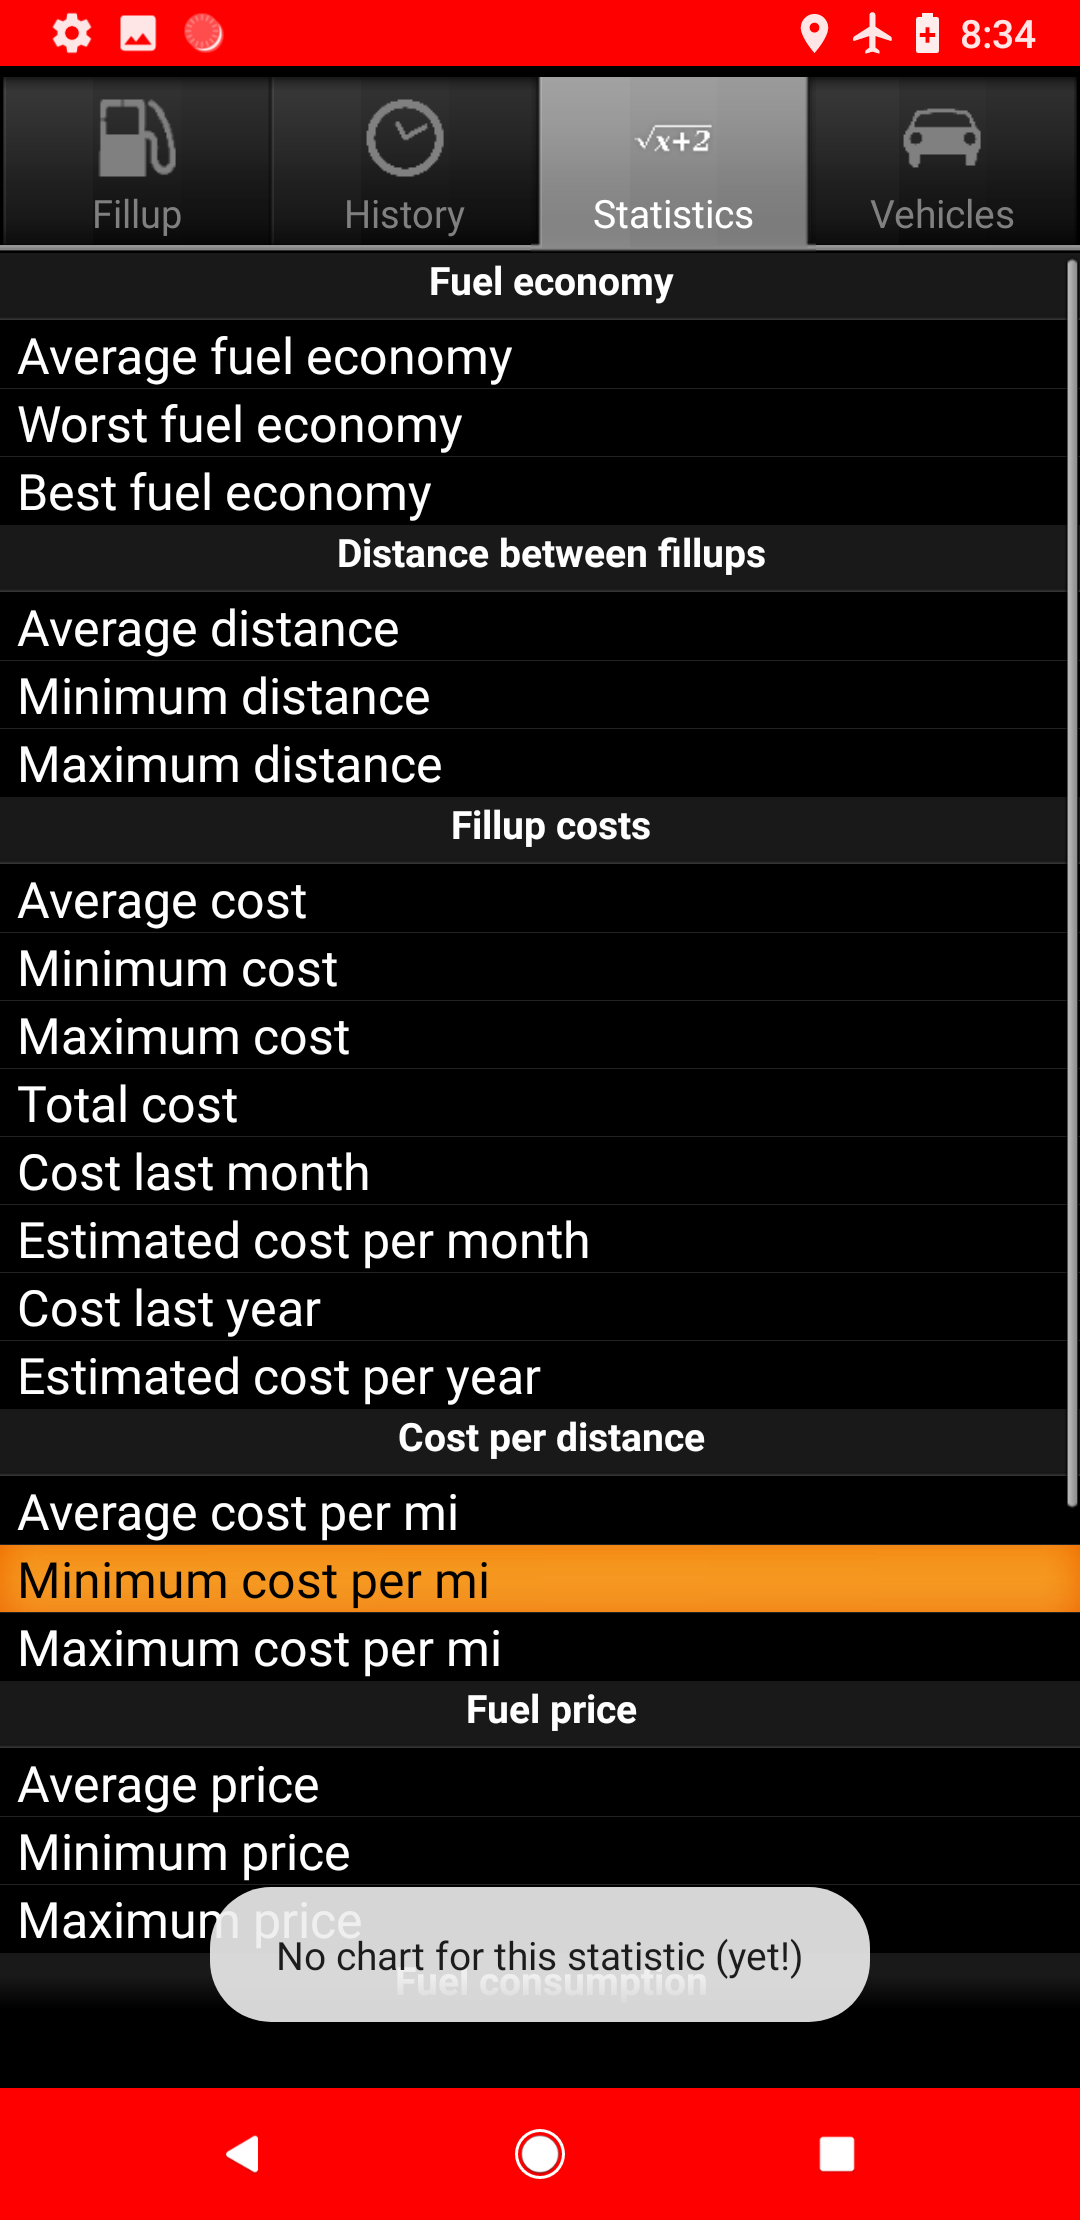 8:34
Fillup
History
√x+2
Statistics
Vehicles
Fuel economy
Average fuel economy
Worst fuel economy
Best fuel economy
Distance between fillups
Average distance
Minimum distance
Maximum distance
Fillup costs
Average cost
Minimum cost
Maximum cost
Total cost
Cost last month
Estimated cost per month
Cost last year
Estimated cost per year
Cost per distance
Average cost per mi
Minimum cost per mi
Maximum cost per mi
Fuel price
Average price
Minimum price
Maximum price
No chart for this statistic (yet!)
Fuel consumption